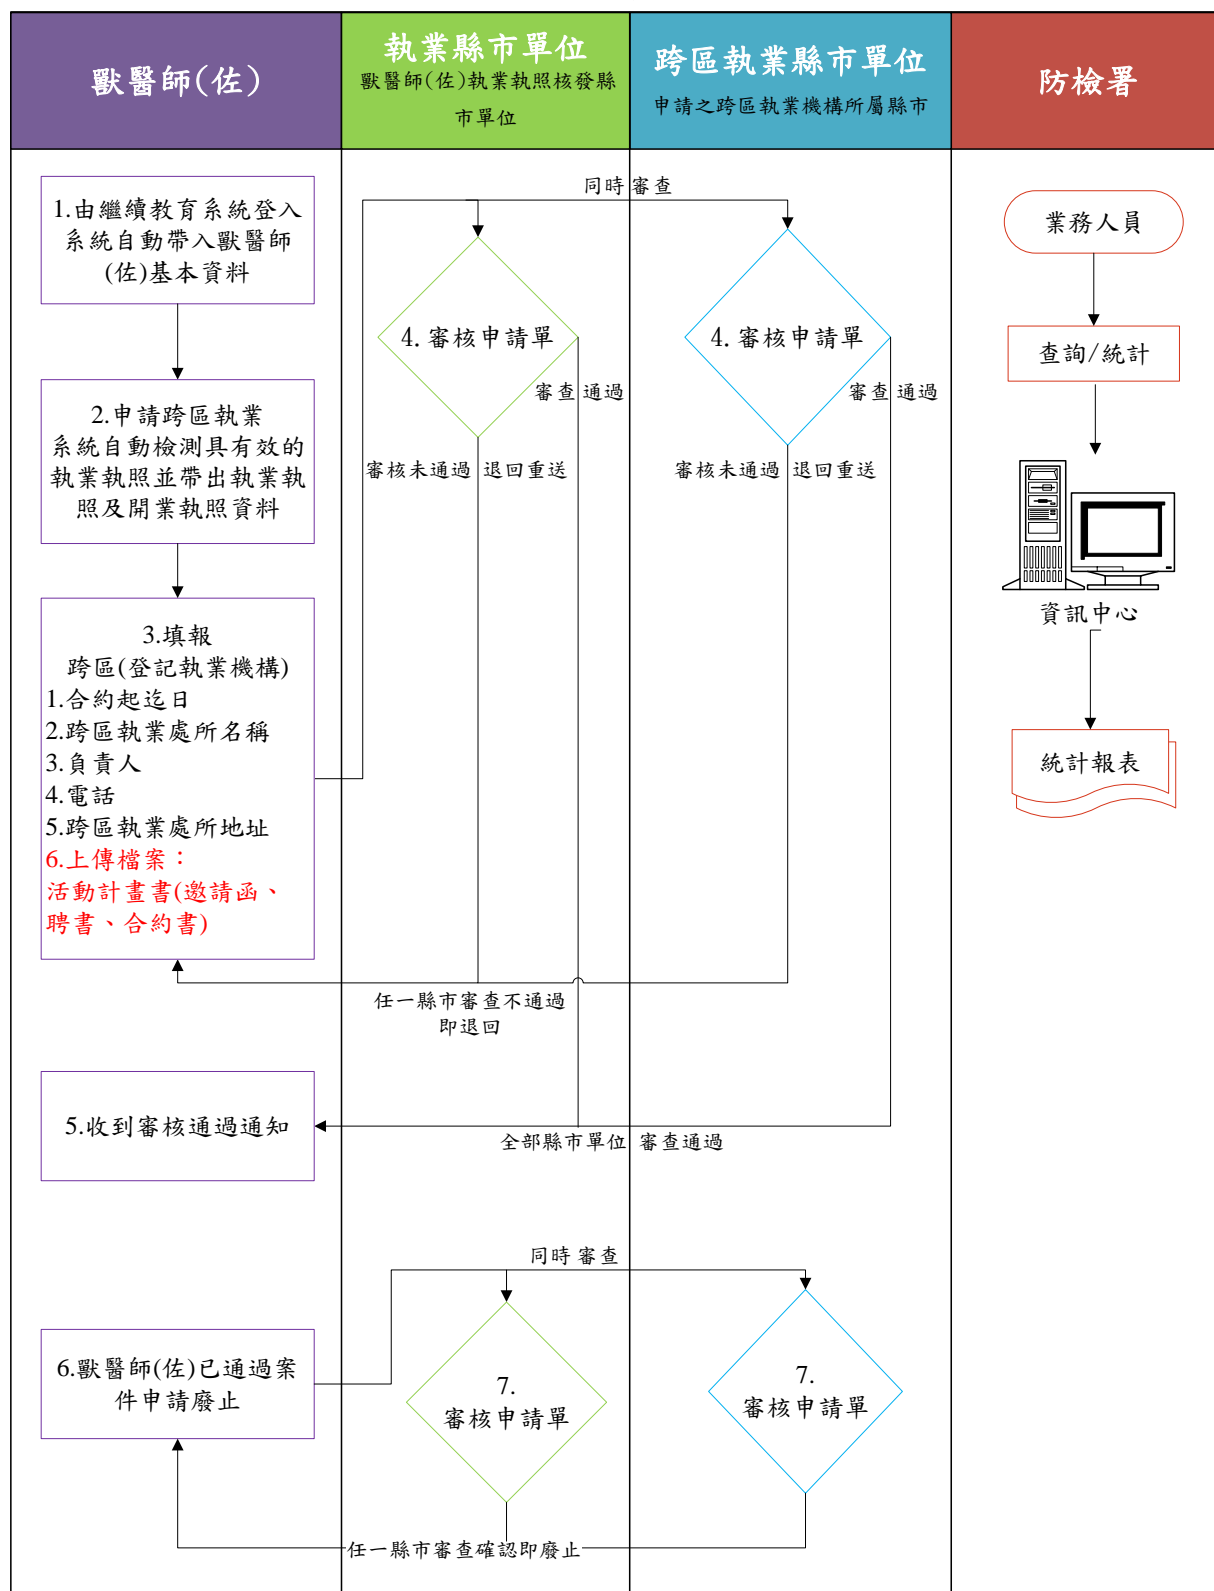 獸醫師(佐)
執業縣市單位
獸醫師(佐)執業執照核發縣
市單位
跨區執業縣市單位
申請之跨區執業機構所屬縣市
防檢署
1.由繼續教育系統登入
系統自動帶入獸醫師
(佐)基本資料
2.申請跨區執業
系統自動檢測具有效的
執業執照並帶出執業執
照及開業執照資料
3.填報
跨區(登記執業機構)
1.合約起迄日
2.跨區執業處所名稱
3.負責人
4.電話
5.跨區執業處所地址
6.上傳檔案：
活動計畫書(邀請函、
聘書、合約書)
同時 審查
4. 審核申請單
審查 通過
審核未通過 退回重送
4. 審核申請單
審查 通過
審核未通過 退回重送
任一縣市審查不通過
即退回
5.收到審核通過通知
全部縣市單位 審查通過
同時 審查
6.獸醫師(佐)已通過案
件申請廢止
7.
審核申請單
7.
審核申請單
任一縣市審查確認即廢止
業務人員
查詢/統計
資訊中心
統計報表